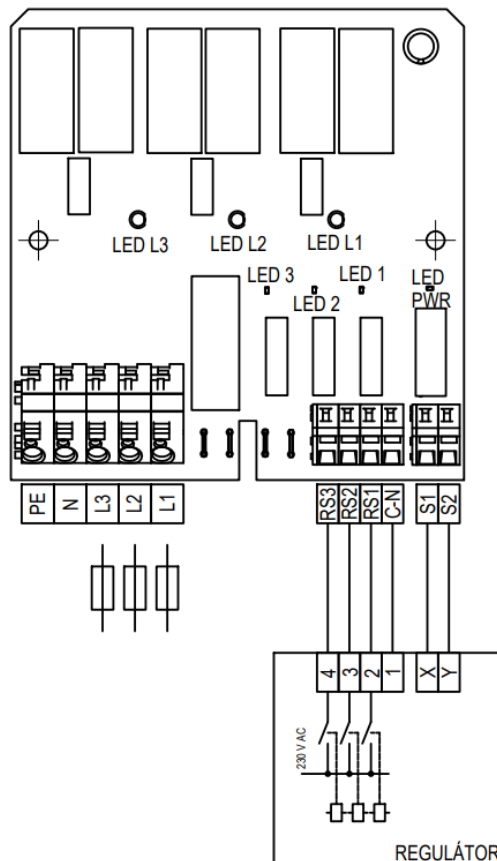 LED L3
LED L2
LED L1
LED 3
LED 2
LED 1
LED
PWR
PE
N
L3
L2
L1
RS3
RS2
RS1
C-N
S1
S2
4
3
2
1
X
Y
230 V AC
REGULÁTOR